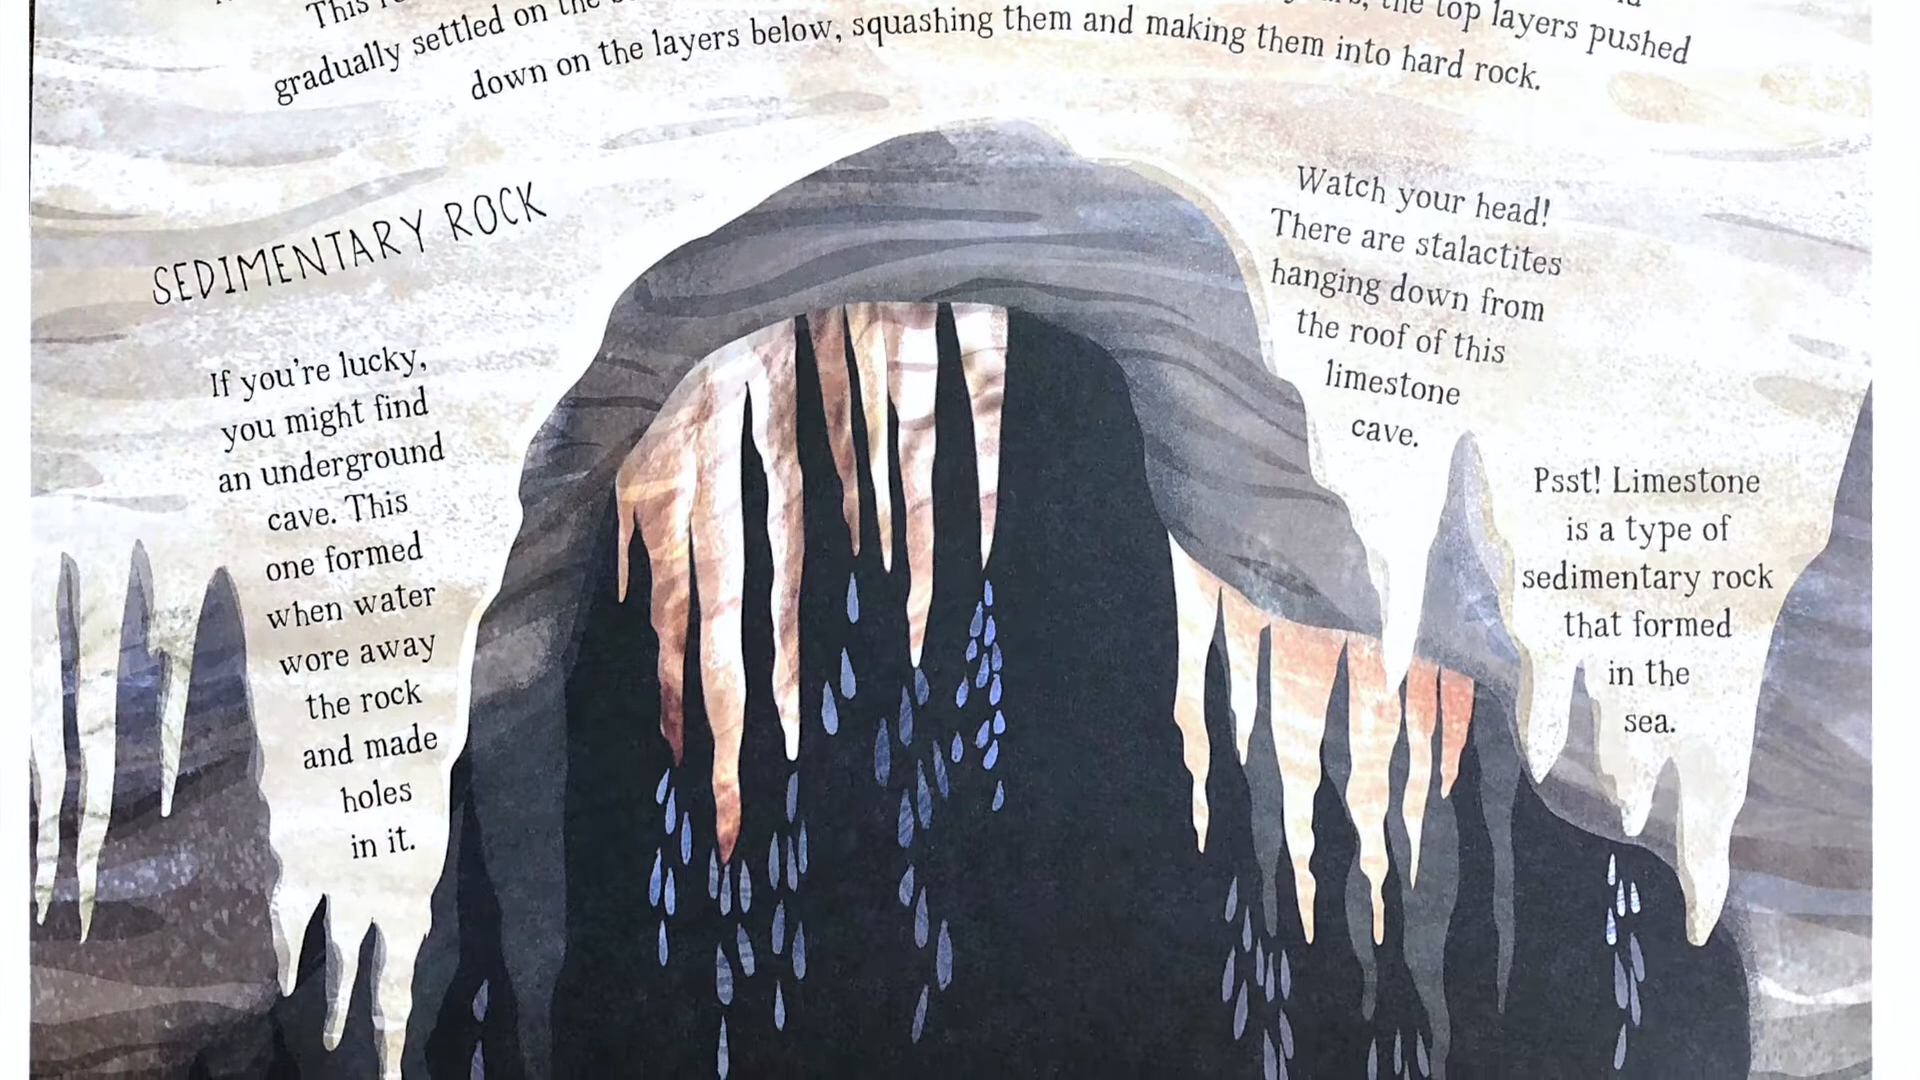 This
gradually settled on the
the top layers pushed
down on the layers below, squashing them and making them into hard rock.
SEDIMENTARY ROCK
If you're lucky,
you might find
an underground
cave. This
one formed
when water
wore away
the rock
and made
holes
in it.
Watch your head!
There are stalactites
hanging down from
the roof of this
limestone
cave.
Psst! Limestone
is a type of
sedimentary rock
that formed
in the
sea.